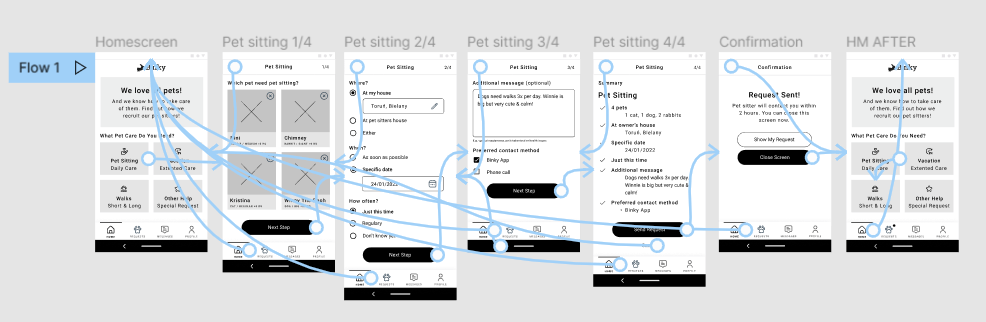 Homescreen
Pet sitting 1/4
Pet sitting 2/4
Pet sitting 3/4
Pet sitting 4/4
Confirmation
HM AFTER
Flow 1
We love all pets!
And we know how to take care
of them. Find out how we
recruit our pet sitters!
What Pet Care Do You Need?
Pet Sitting
Daily Care
Vacation
Extented Care
Walks
Short & Long
Other Help
Special Request
HOME
REQUESTS
MESSAGES
PROFILE
Pet Sitting
1/4
Which pet need pet sitting?
Fini
Chimney
Kristina
Next Step
HOME
REQUESTS
MESSAGES
PROFILE
Pet Sitting
2/4
Where?
At my house
Toruń, Bielany
At pet sitters house
Either
When?
As soon as possible
Specific date
24/01/2022
How often?
Just this time
Regulary
Don't know yet
Next Step
HOME
REQUESTS
MESSAGES
PROFILE
Pet Sitting
3/4
Additional message (optional)
Dogs need walks 3x per day. Winnie is
big but very cute & calm!
Preferred contact method
Binky App
Phone call
Next Step
HOME
REQUESTS
MESSAGES
PROFILE
Pet Sitting
4/4
Summary
Pet Sitting
4 pets
1 cat, 1 dog, 2 rabbits
At owner's house
Toruń, Bielany
Specific date
24/01/2022
Just this time
Additional message
Dogs need walks 3x per day.
Winnie is big but very cute &
calm!
Preferred contact method
• Binky App
Send Request
HOME
REQUESTS
MESSAGES
PROFILE
Confirmation
Request Sent!
Pet sitter will contact you within
2 hours. You can close this
screen now.
Show My Request
Close Screen
HOME
REQUESTS
MESSAGES
PROFILE
Binky
We love all pets!
And we know how to take care
of them. Find out how we
recruit our pet sitters!
What Pet Care Do You Need?
Pet Sitting
Daily Care
Vacation
Extented Care
Walks
Short & Long
Other Help
Special Request
HOME
REQUESTS
MESSAGES
PROFILE